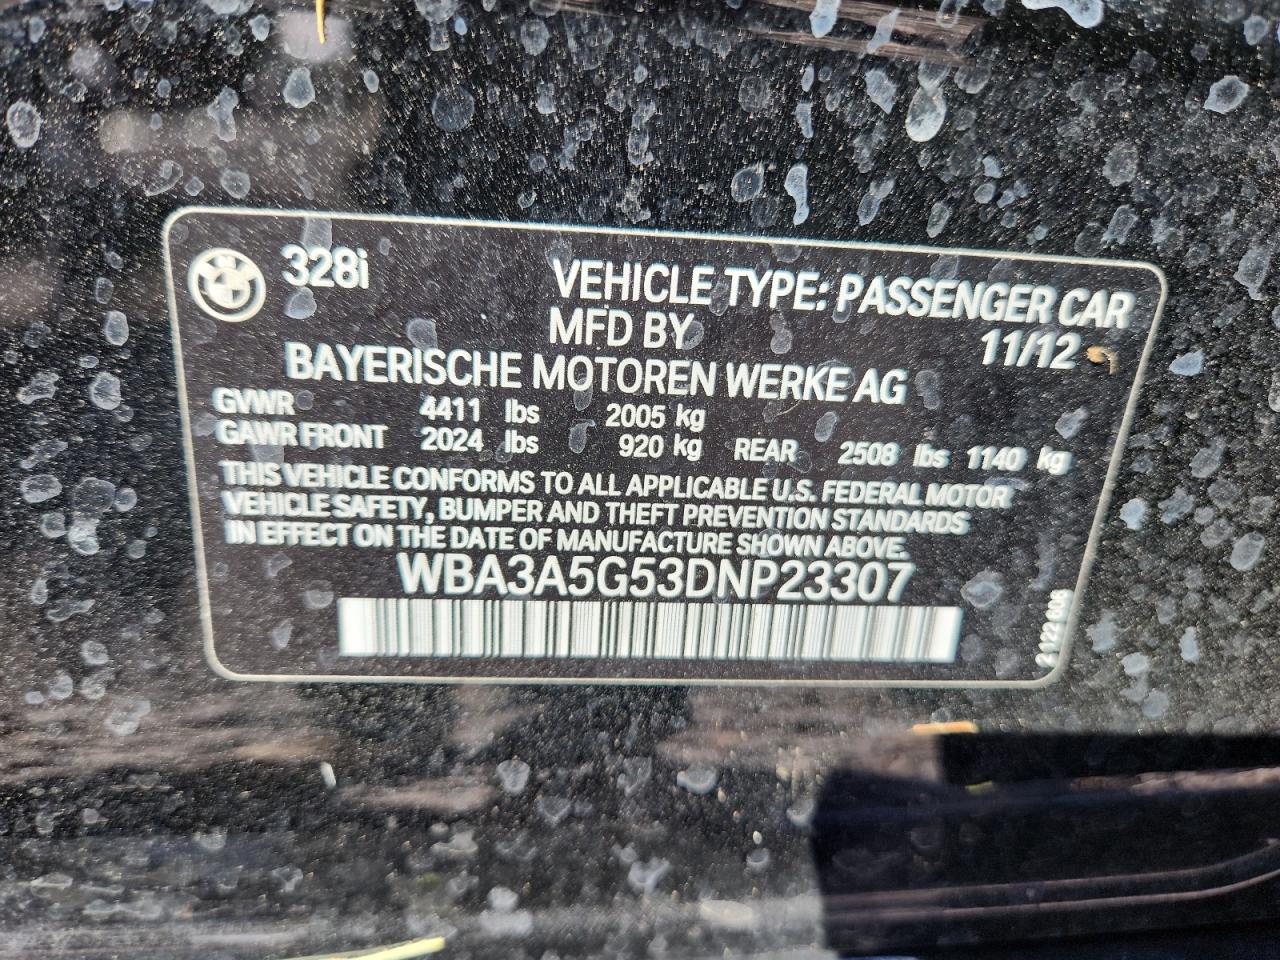 328i
VEHICLE TYPE: PASSENGER CAR
MFD BY 11/12
BAYERISCHE MOTOREN WERKE AG
GVWR 4411 lbs 2005 kg
GAWR FRONT 2024 lbs 920 kg REAR 2508 lbs 1140 kg
THIS VEHICLE CONFORMS TO ALL APPLICABLE U.S. FEDERAL MOTOR
VEHICLE SAFETY, BUMPER AND THEFT PREVENTION STANDARDS
IN EFFECT ON THE DATE OF MANUFACTURE SHOWN ABOVE.
WBA3A5G53DNP23307